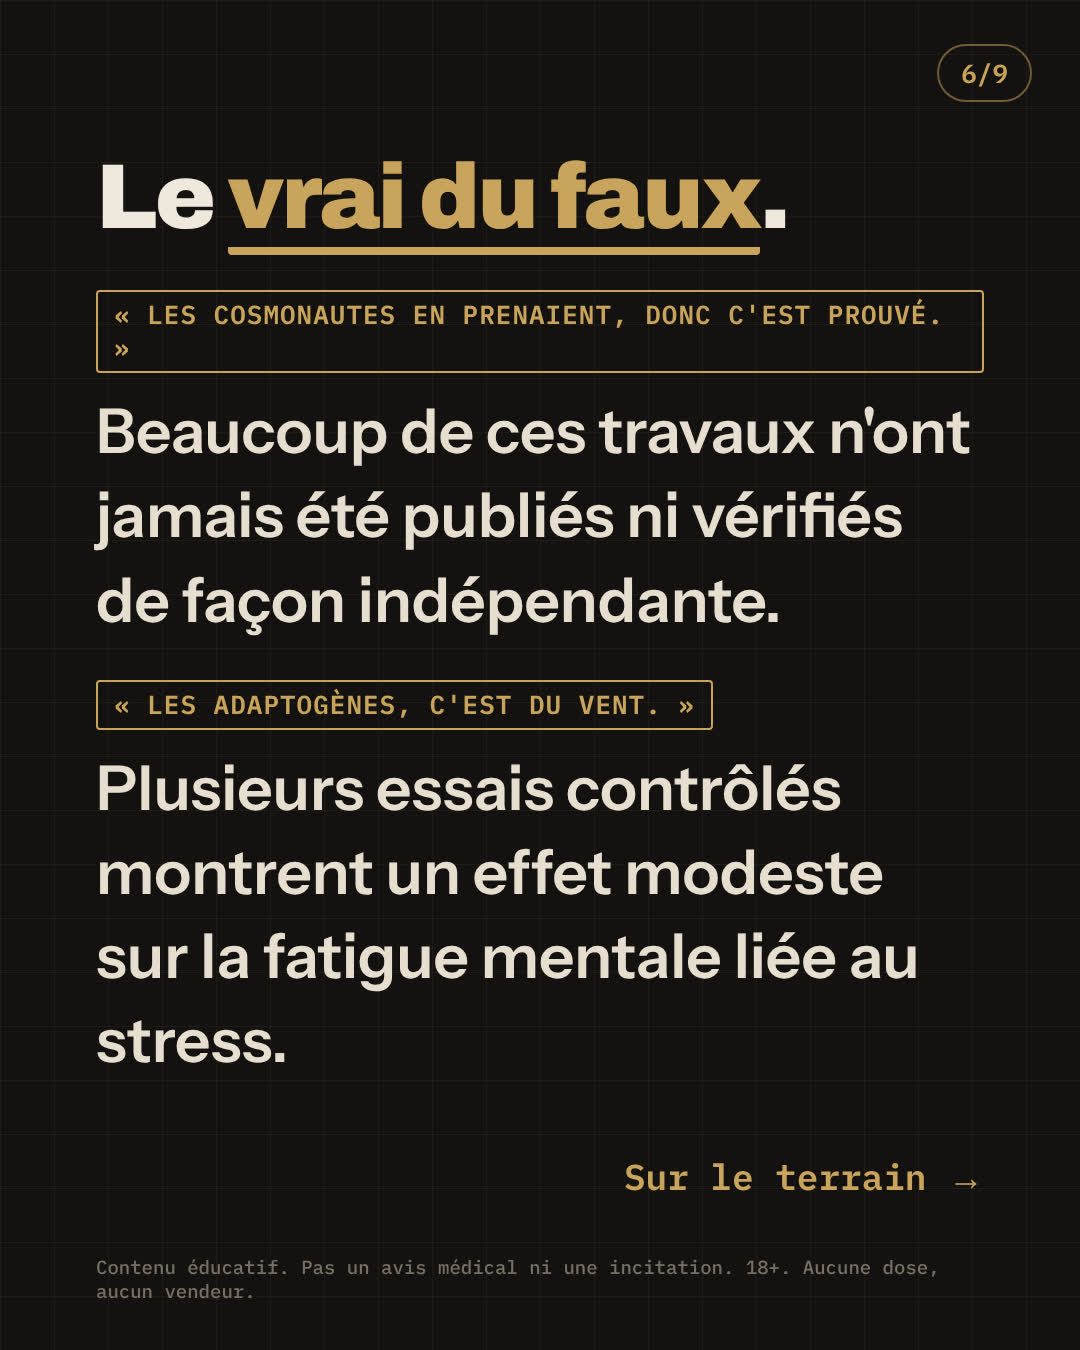 6/9
Le vrai du faux.
« LES COSMONAUTES EN PRENAIENT, DONC C'EST PROUVÉ.
»
Beaucoup de ces travaux n'ont
jamais été publiés ni vérifiés
de façon indépendante.
« LES ADAPTOGÈNES, C'EST DU VENT. »
Plusieurs essais contrôlés
montrent un effet modeste
sur la fatigue mentale liée au
stress.
Sur le terrain →
Contenu éducatif. Pas un avis médical ni une incitation. 18+. Aucune dose,
aucun vendeur.